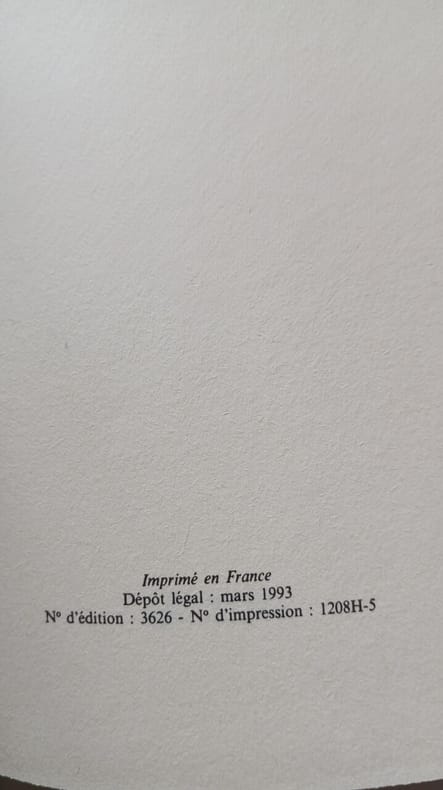 Imprimé en France
Dépôt légal : mars 1993
Nº d'édition : 3626 - Nº d'impression : 1208H-5